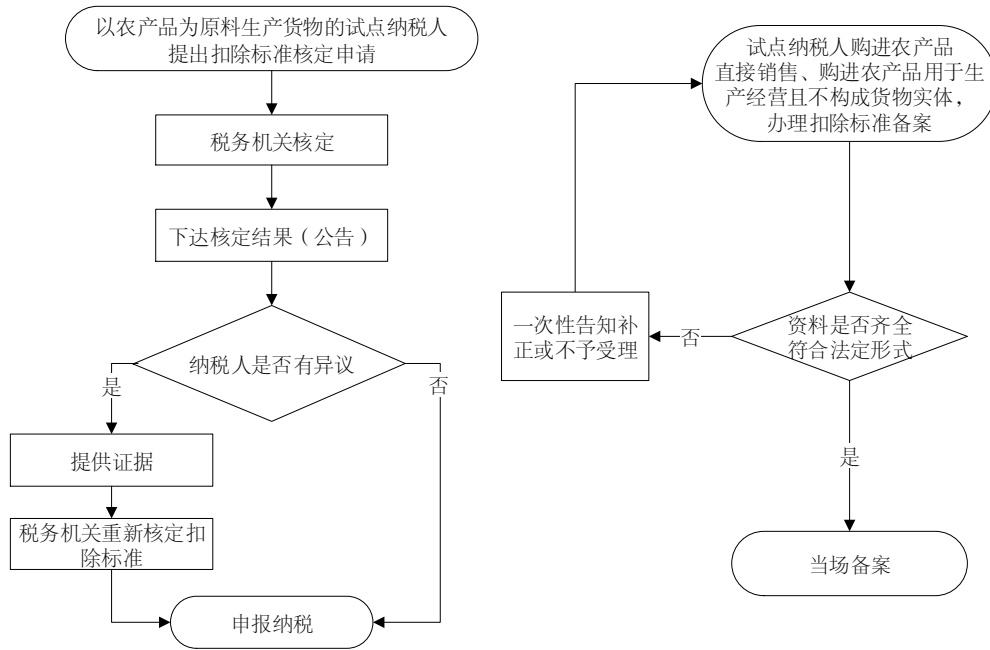 以农产品为原料生产货物的试点纳税人
提出扣除标准核定申请
税务机关核定
下达核定结果（公告）
纳税人是否有异议
是
否
提供证据
税务机关重新核定扣
除标准
申报纳税
试点纳税人购进农产品
直接销售、购进农产品用于生
产经营且不构成货物实体，
办理扣除标准备案
资料是否齐全
符合法定形式
否
一次性告知补
正或不予受理
是
当场备案